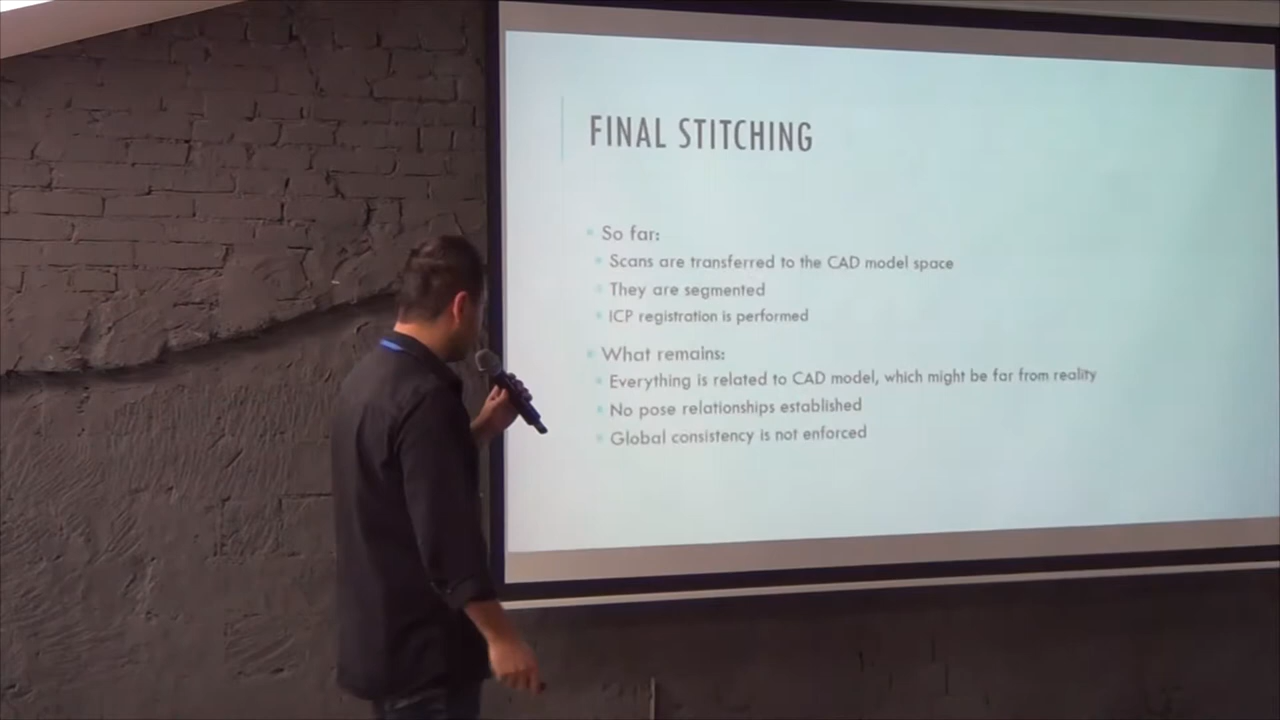 FINAL STITCHING
So far:
Scans are transferred to the CAD model space
They are segmented
ICP registration is performed
What remains:
Everything is related to CAD model, which might be far from reality
No pose relationships established
Global consistency is not enforced